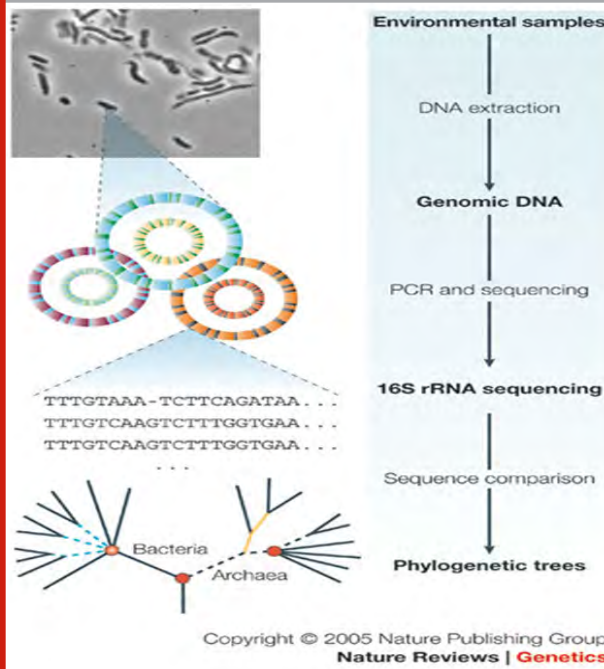 Environmental samples
DNA extraction
Genomic DNA
PCR and sequencing
16S rRNA sequencing
Sequence comparison
Phylogenetic trees
TTTGTAAA-TCTTCAGATAA...
TTTGTCAAGTCTTTGGTGAA...
TTTGTCAAGTCTTTGGTGAA...
...
Bacteria
Archaea
Copyright © 2005 Nature Publishing Group
Nature Reviews | Genetics